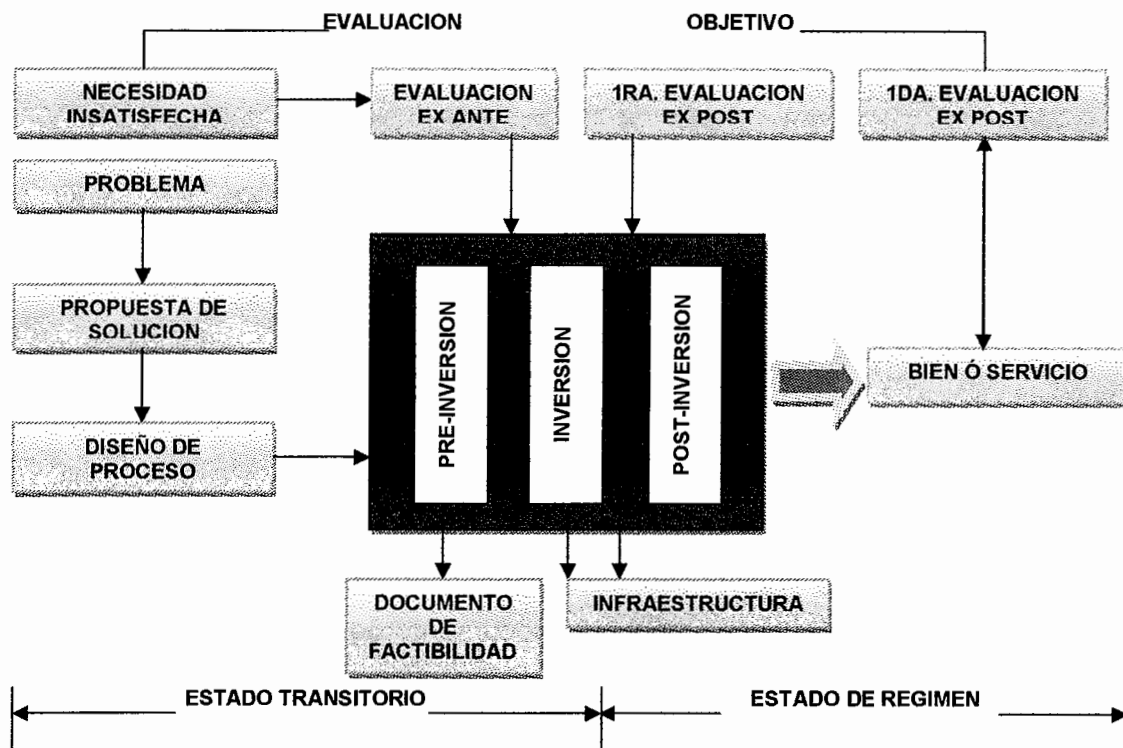 EVALUACION
OBJETIVO
NECESIDAD
INSATISFECHA
EVALUACION
EX ANTE
1RA. EVALUACION
EX POST
1DA. EVALUACION
EX POST
PROBLEMA
PROPUESTA DE
SOLUCION
DISEÑO DE
PROCESO
PRE-INVERSION
INVERSION
POST-INVERSION
BIEN Ó SERVICIO
DOCUMENTO
DE
FACTIBILIDAD
INFRAESTRUCTURA
ESTADO TRANSITORIO
ESTADO DE REGIMEN